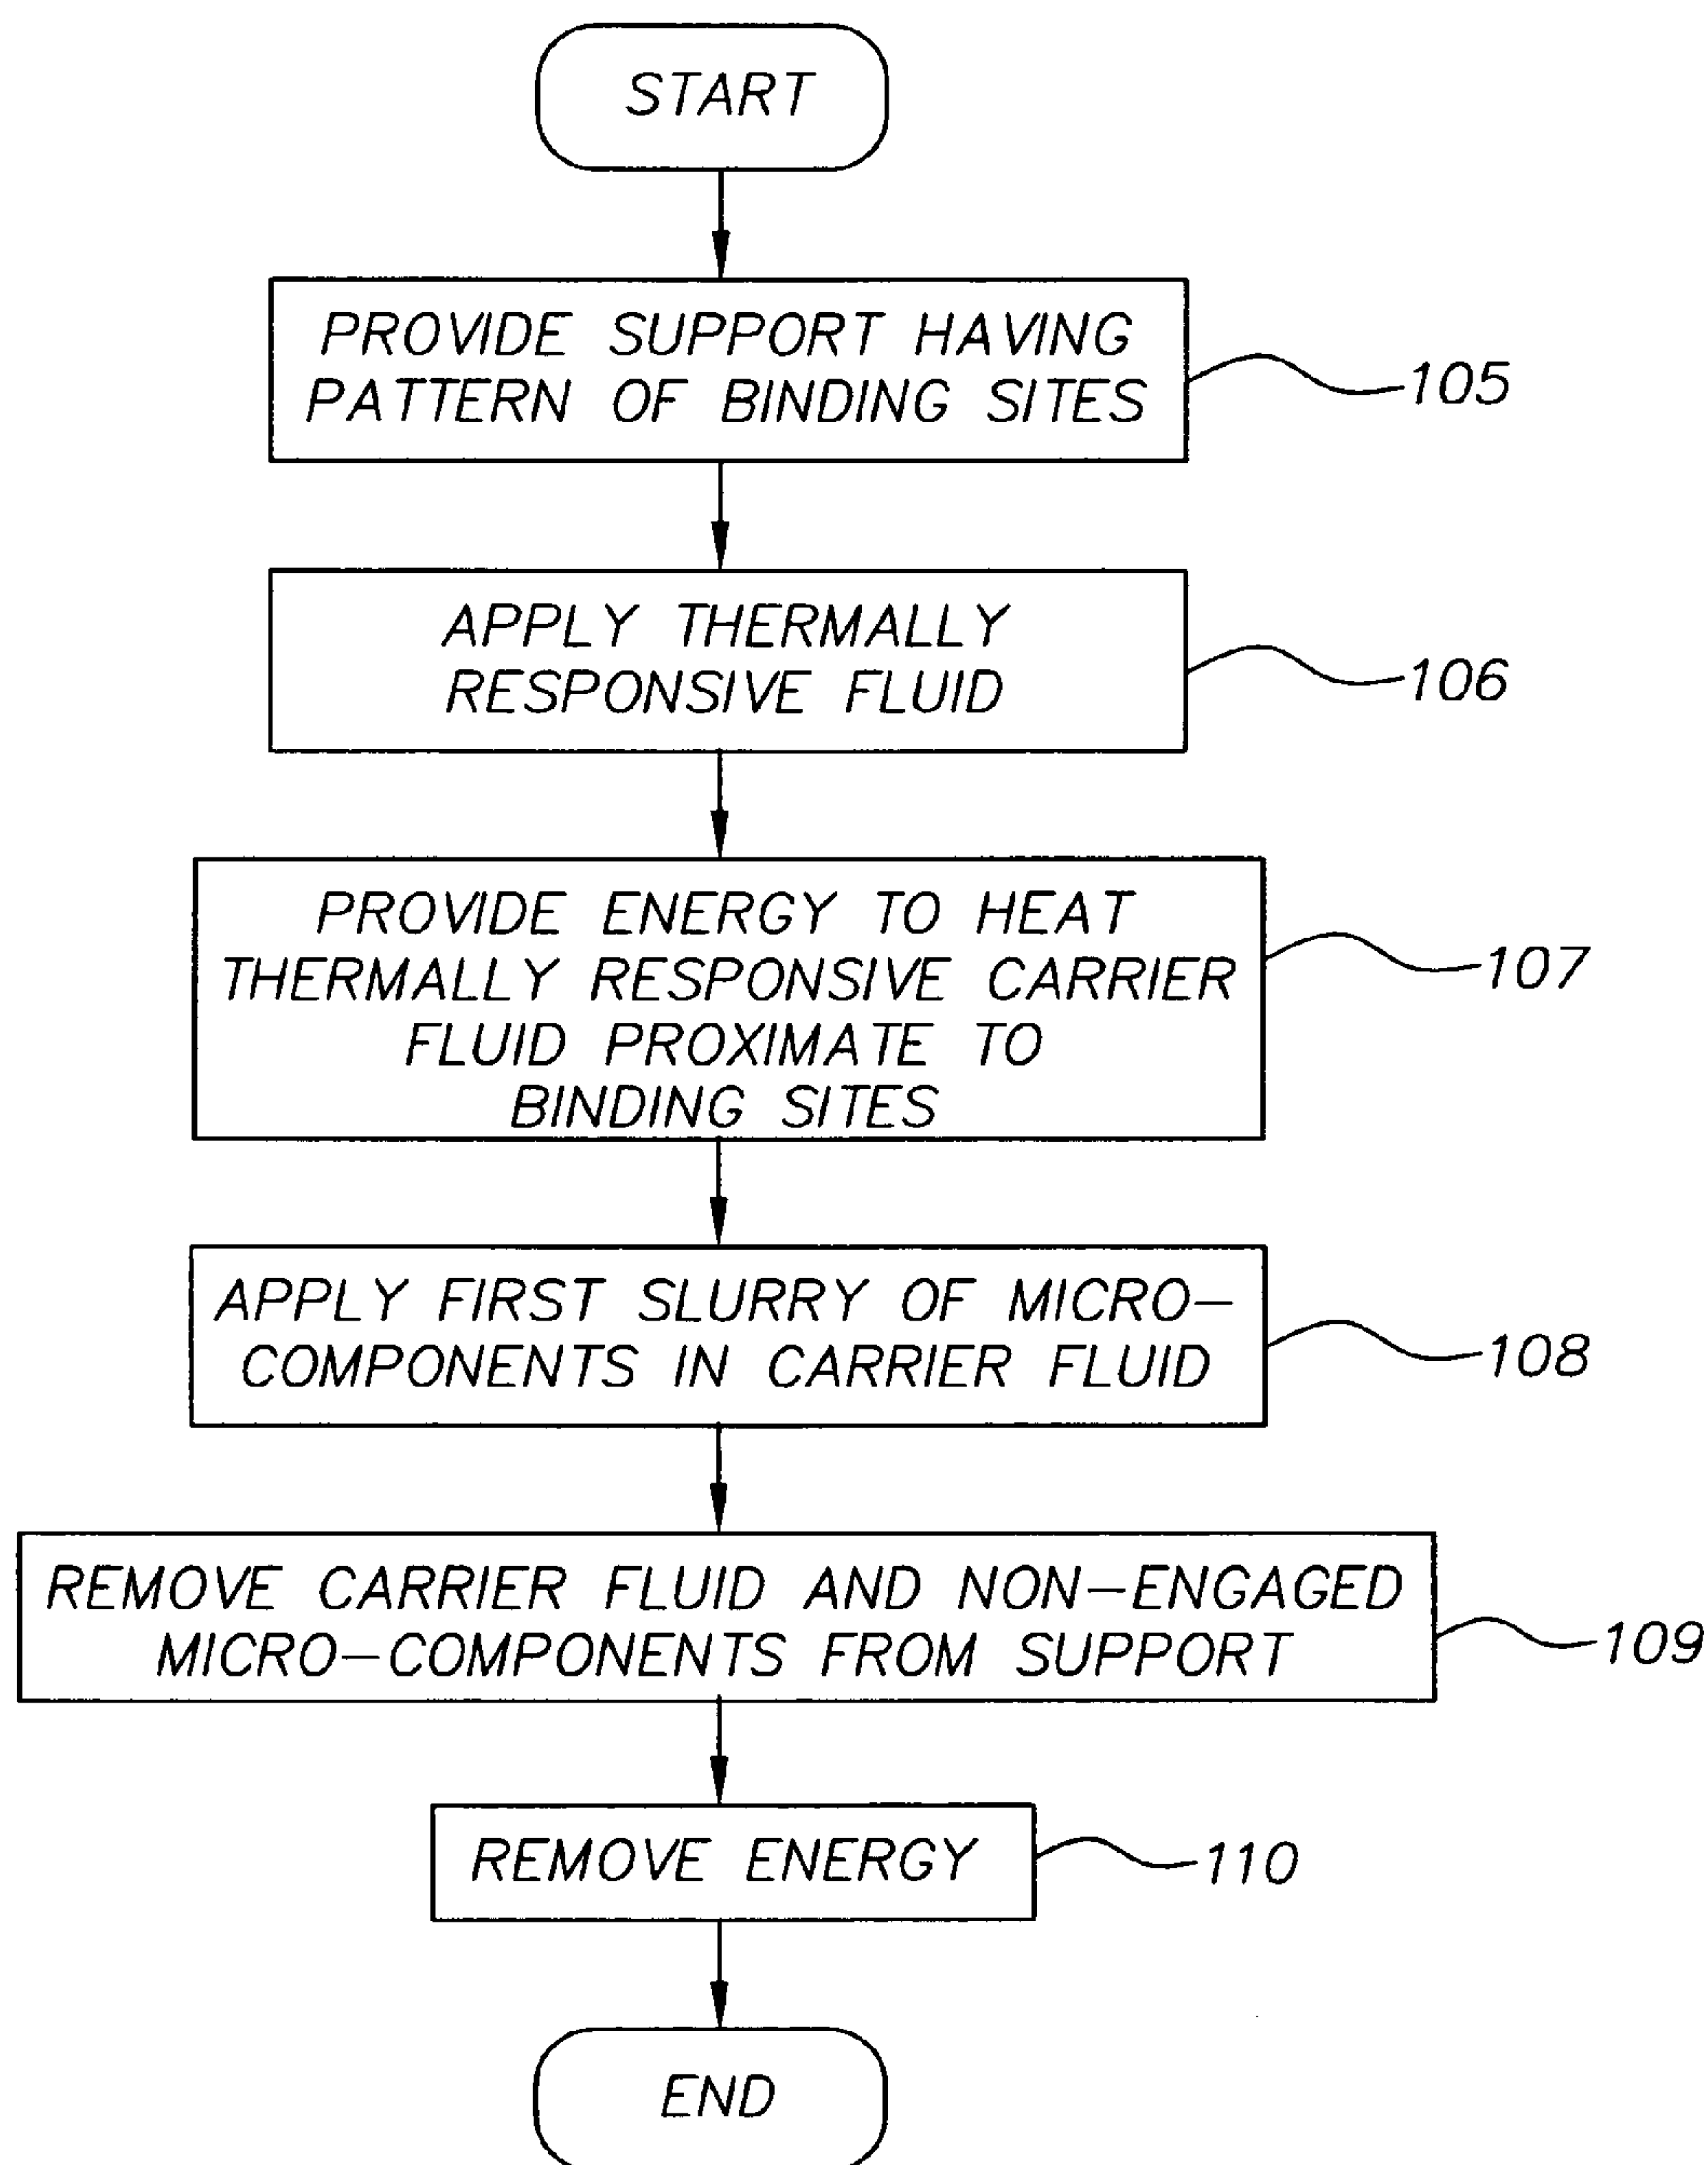 START
PROVIDE SUPPORT HAVING
PATTERN OF BINDING SITES
105
APPLY THERMALLY
RESPONSIVE FLUID
106
PROVIDE ENERGY TO HEAT
THERMALLY RESPONSIVE CARRIER
FLUID PROXIMATE TO
BINDING SITES
107
APPLY FIRST SLURRY OF MICRO-
COMPONENTS IN CARRIER FLUID
108
REMOVE CARRIER FLUID AND NON-ENGAGED
MICRO-COMPONENTS FROM SUPPORT
109
REMOVE ENERGY
110
END